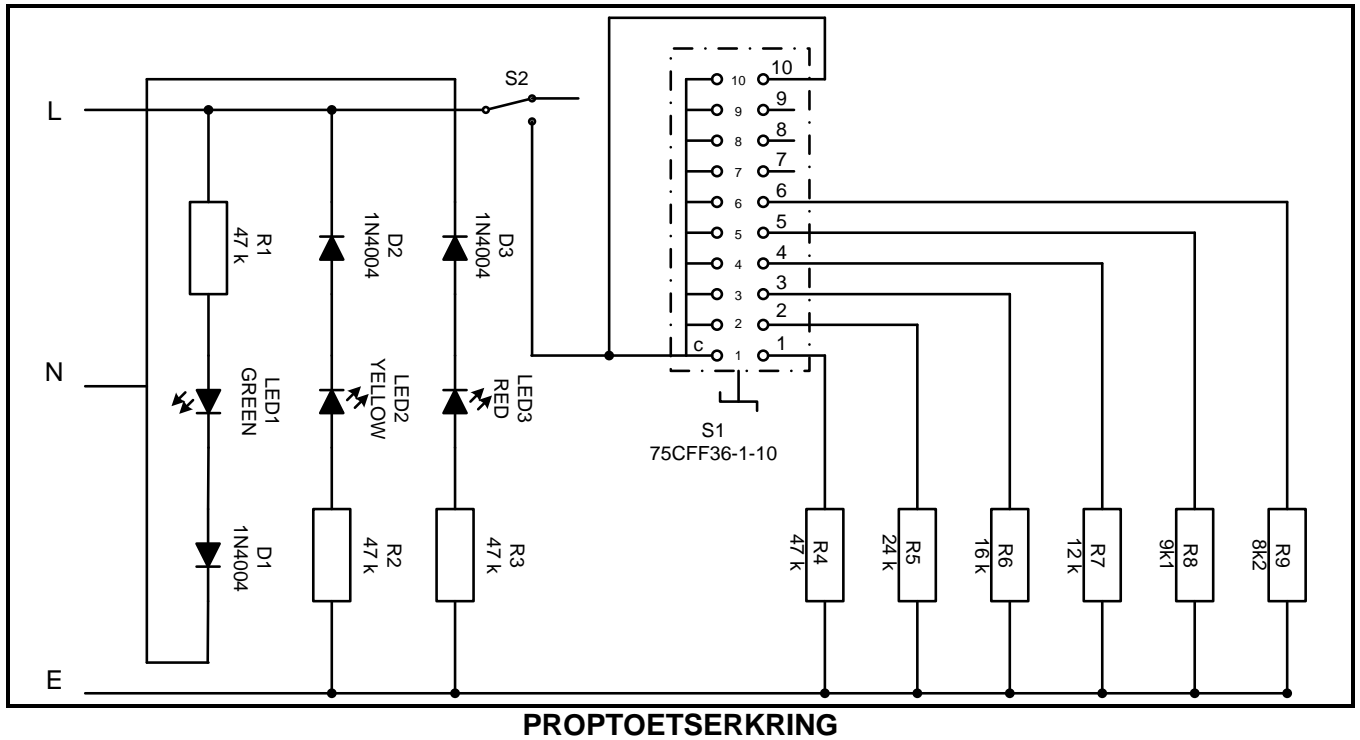 L
N
E
S2
R1
47 k
LED1
GREEN
D1
1N4004
D2
1N4004
LED2
YELLOW
R2
47 k
D3
1N4004
LED3
RED
R3
47 k
10
9
8
7
6
5
4
3
2
1
C
10
9
8
7
6
5
4
3
2
1
S1
75CFF36-1-10
R4
47 k
R5
24 k
R6
16 k
R7
12 k
R8
9k1
R9
8k2
PROPTOETSERKRING